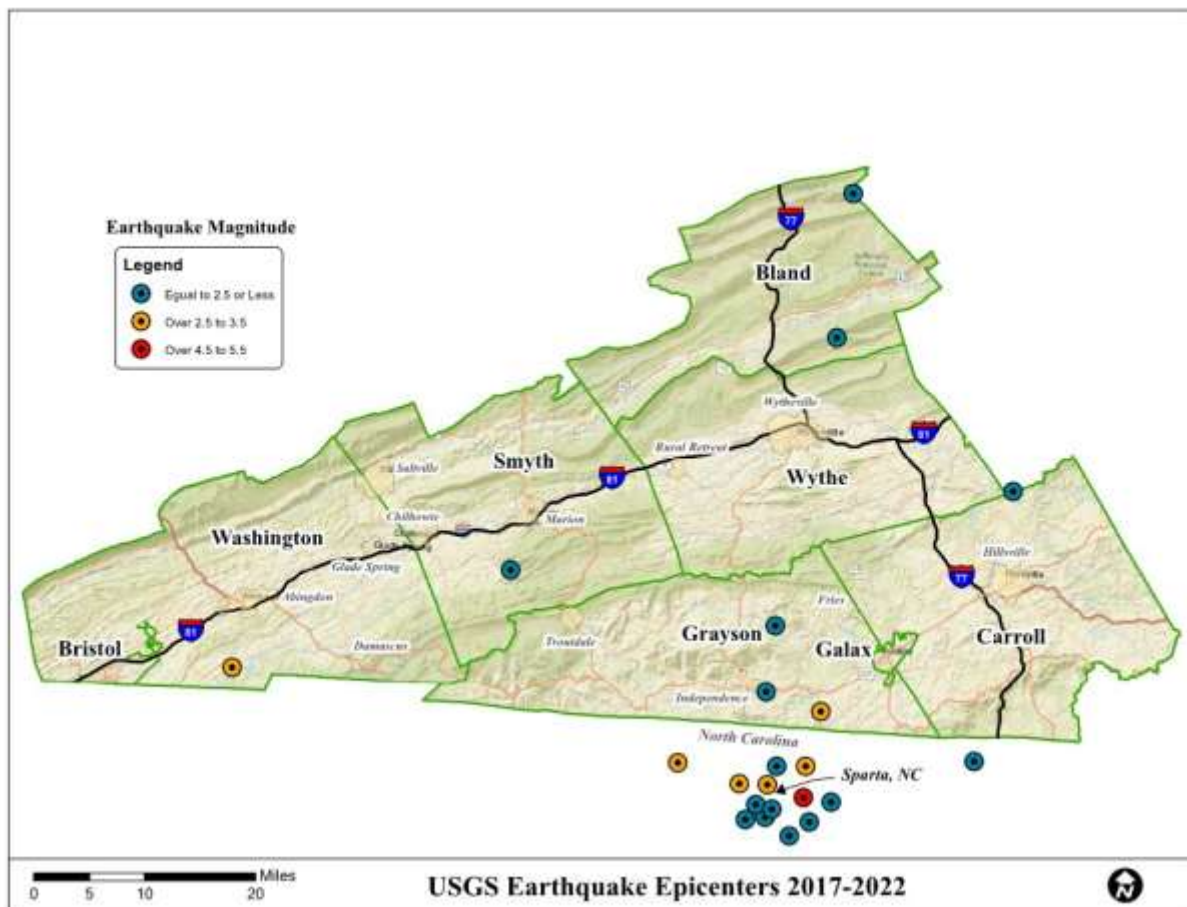 77
Earthquake Magnitude
Legend
Equal to 2.5 or Less
Over 2.5 to 3.5
Over 4.5 to 5.5
Bland
Wytheville
81
Rural Retreat
Smyth
Saltville
81
Wythe
Chilhowie
Marion
Washington
Glade Spring
Hillsville
77
Abingdon
Fries
Bristol
81
Damascus
Troutdale
Grayson
Galax
Carroll
Independence
North Carolina
Sparta, NC
Miles
0 5 10 20
USGS Earthquake Epicenters 2017-2022
N